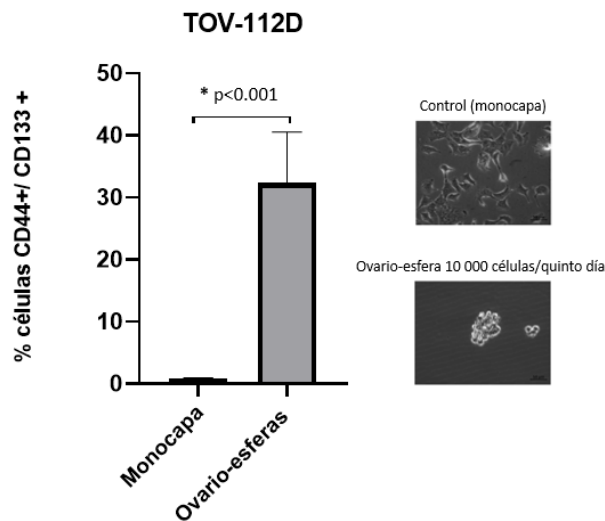 TOV-112D
% células CD44+/ CD133 +
50
40
30
20
10
0
* p<0.001
Monocapa
Ovario-esferas
Control (monocapa)
Ovario-esfera 10 000 células/quinto día